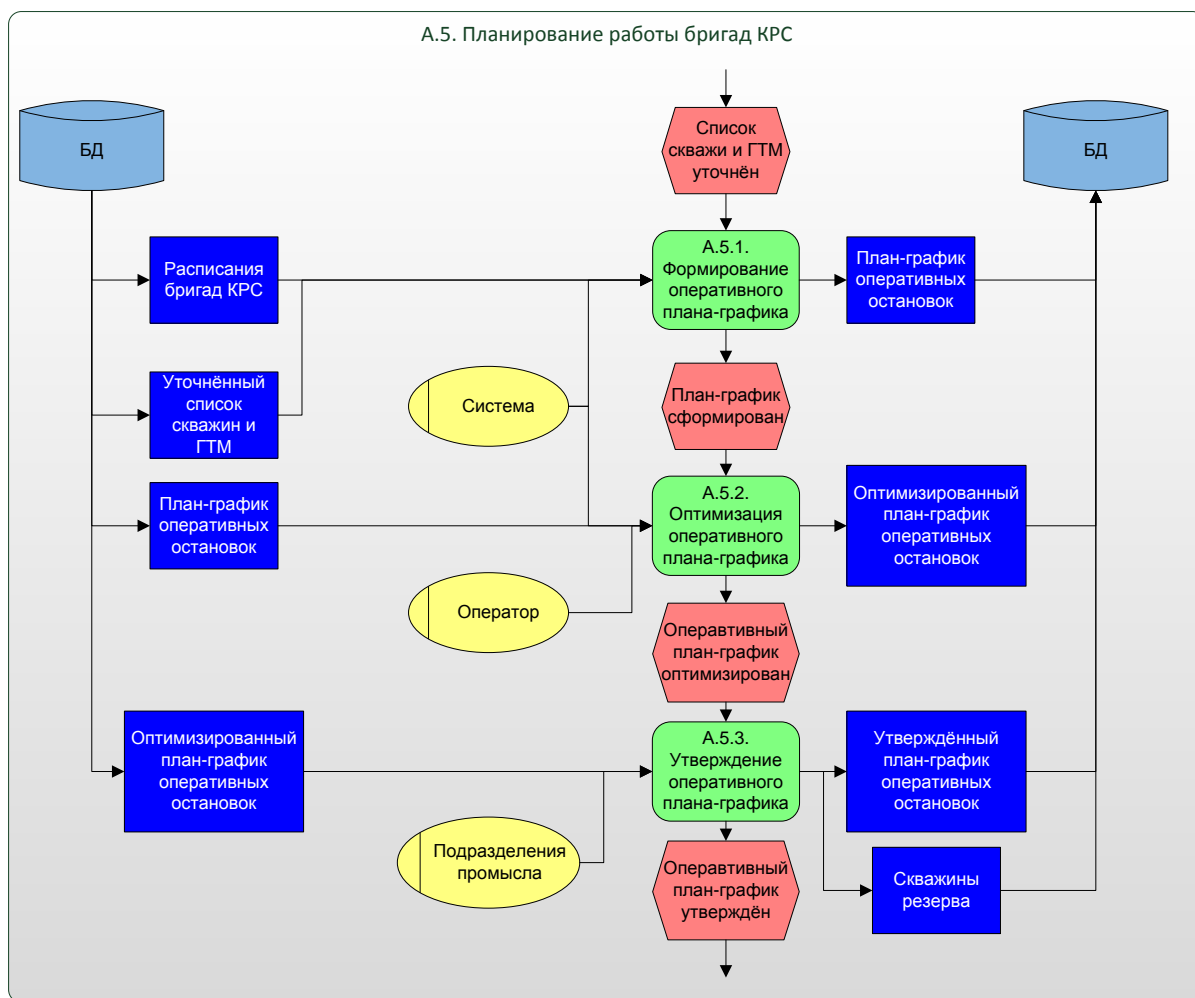 А.5. Планирование работы бригад КРС
БД
Список
скважи и ГТМ
уточнён
БД
Расписания
бригад КРС
А.5.1.
Формирование
оперативного
плана-графика
План-график
оперативных
остановок
Уточнённый
список
скважин и
ГТМ
Система
План-график
сформирован
План-график
оперативных
остановок
А.5.2.
Оптимизация
оперативного
плана-графика
Оптимизированный
план-график
оперативных
остановок
Оператор
Операвтивный
план-график
оптимизирован
Оптимизированный
план-график
оперативных
остановок
А.5.3.
Утверждение
оперативного
плана-графика
Утверждённый
план-график
оперативных
остановок
Подразделения
промысла
Операвтивный
план-график
утверждён
Скважины
резерва